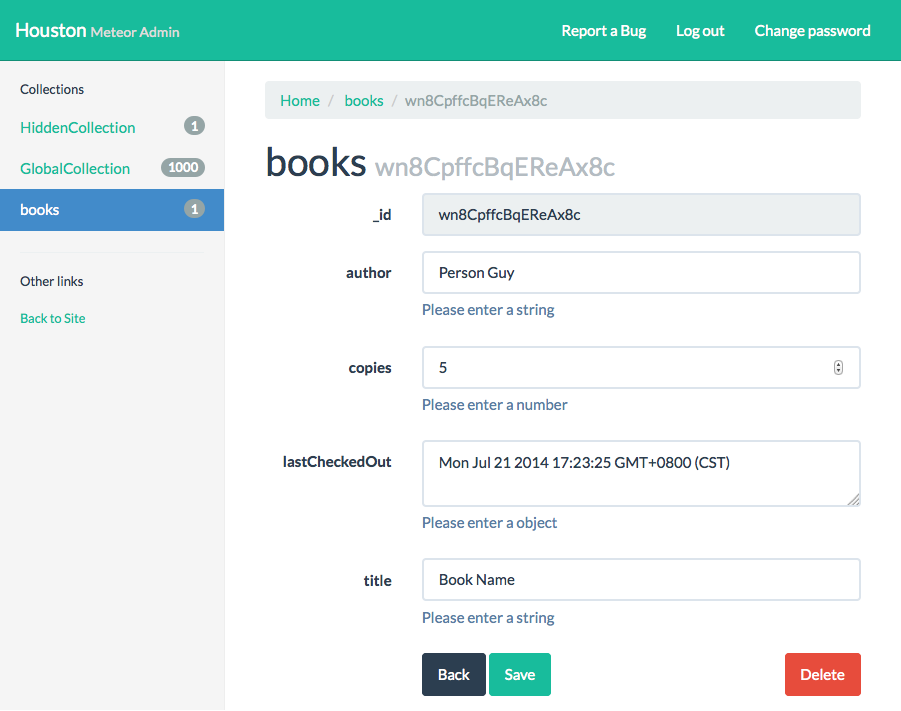 Houston Meteor Admin
Report a Bug
Log out
Change password
Collections
HiddenCollection 1
GlobalCollection 1000
books 1
Other links
Back to Site
Home / books / wn8CpffcBqEReAx8c
books wn8CpffcBqEReAx8c
_id wn8CpffcBqEReAx8c
author Person Guy
Please enter a string
copies 5
Please enter a number
lastCheckedOut Mon Jul 21 2014 17:23:25 GMT+0800 (CST)
Please enter a object
title Book Name
Please enter a string
Back Save Delete